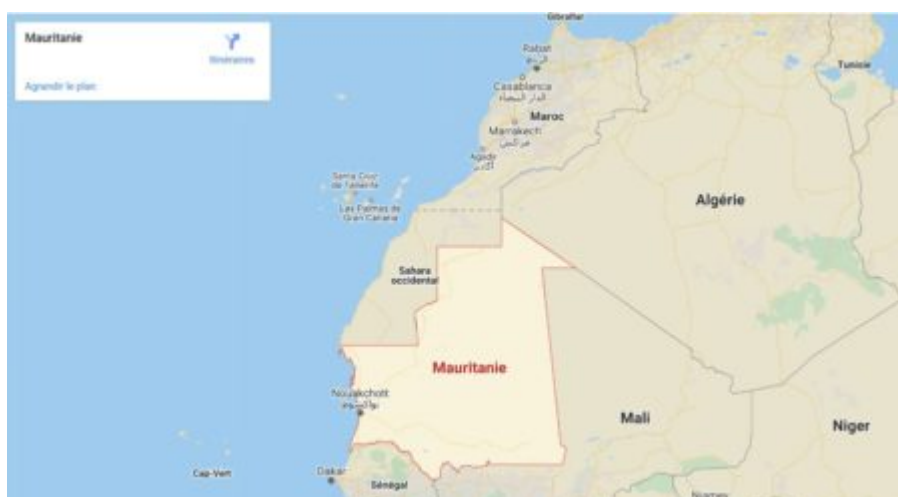 Mauritanie
Itinéraires
Agrandir le plan
Gibraltar
Rabat
الرباط
Tunisie
Casablanca
الدار البيضاء
Maroc
Marrakech
مراكش
Agadir
أكادير
Santa Cruz
de Tenerife
Las Palmas de
Gran Canaria
Algérie
Sahara
occidental
Mauritanie
Nouakchott
نواكشوط
Mali
Niger
Cap-Vert
Dakar
Sénégal
Niamey